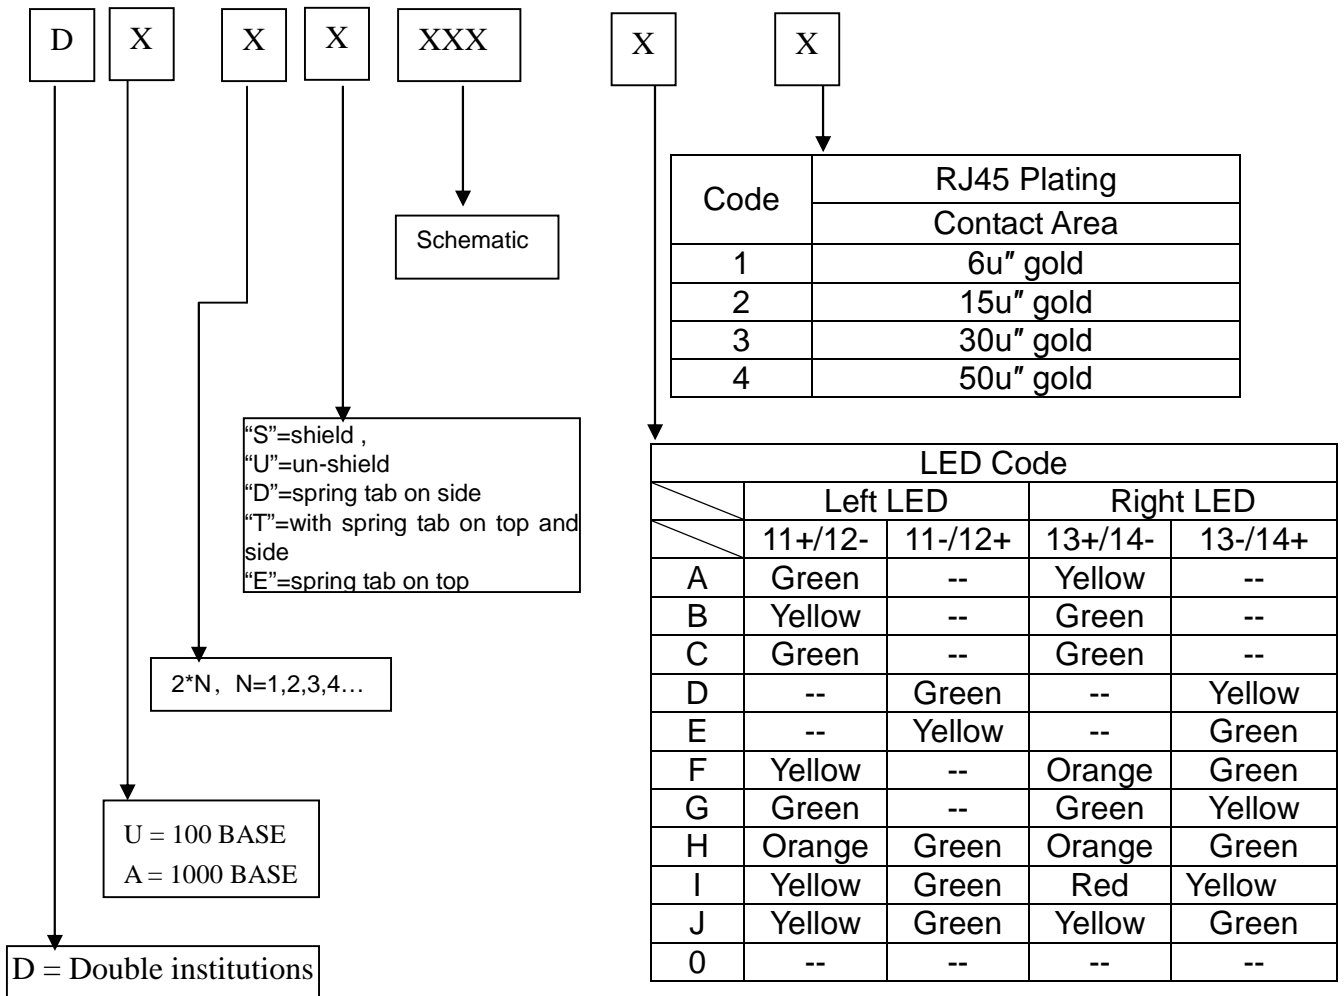 D X X X XXX X X
Code RJ45 Plating
Contact Area
1 6u″ gold
2 15u″ gold
3 30u″ gold
4 50u″ gold
Schematic
“S”=shield ,
“U”=un-shield
“D”=spring tab on side
“T”=with spring tab on top and
side
“E”=spring tab on top
2*N, N=1,2,3,4…
U = 100 BASE
A = 1000 BASE
D = Double institutions
LED Code
Left LED Right LED
11+/12- 11-/12+ 13+/14- 13-/14+
A Green -- Yellow --
B Yellow -- Green --
C Green -- Green --
D -- Green -- Yellow
E -- Yellow -- Green
F Yellow -- Orange Green
G Green -- Green Yellow
H Orange Green Orange Green
I Yellow Green Red Yellow
J Yellow Green Yellow Green
0 -- -- -- --